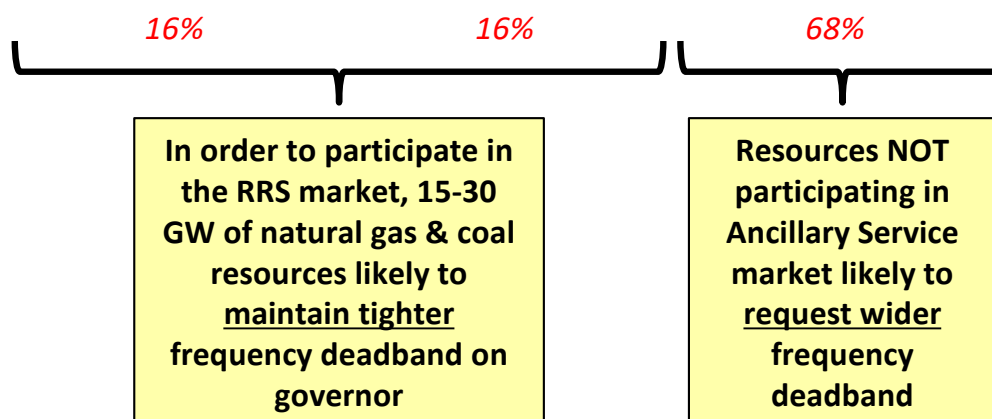 16% 16% 68%
In order to participate in
the RRS market, 15-30
GW of natural gas & coal
resources likely to
maintain tighter
frequency deadband on
governor
Resources NOT
participating in
Ancillary Service
market likely to
request wider
frequency
deadband